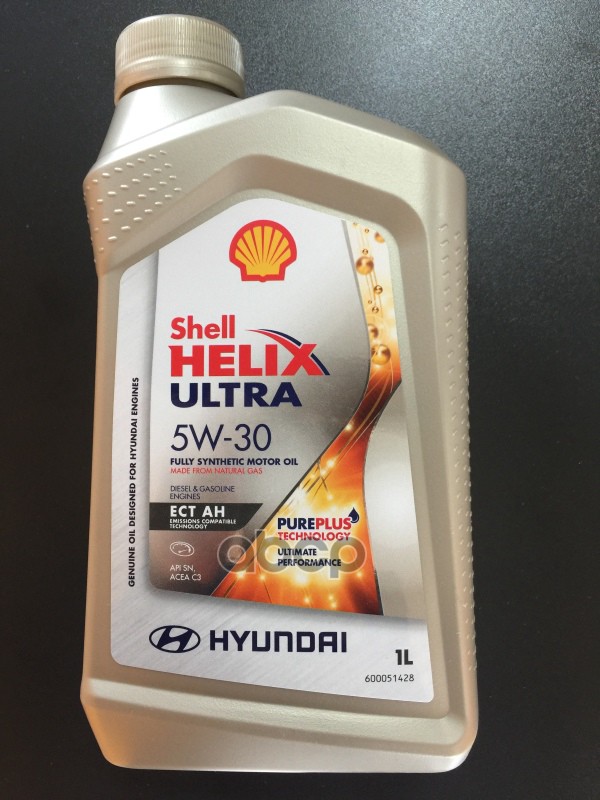 Shell
HELIX
ULTRA
5W-30
FULLY SYNTHETIC MOTOR OIL
MADE FROM NATURAL GAS
DIESEL & GASOLINE
ENGINES
ECT AH
EMISSIONS COMPATIBLE
TECHNOLOGY
API SN,
ACEA C3
PUREPLUS
TECHNOLOGY
ULTIMATE
PERFORMANCE
abcp
GENUINE OIL DESIGNED FOR HYUNDAI ENGINES
HYUNDAI
1L
600051428